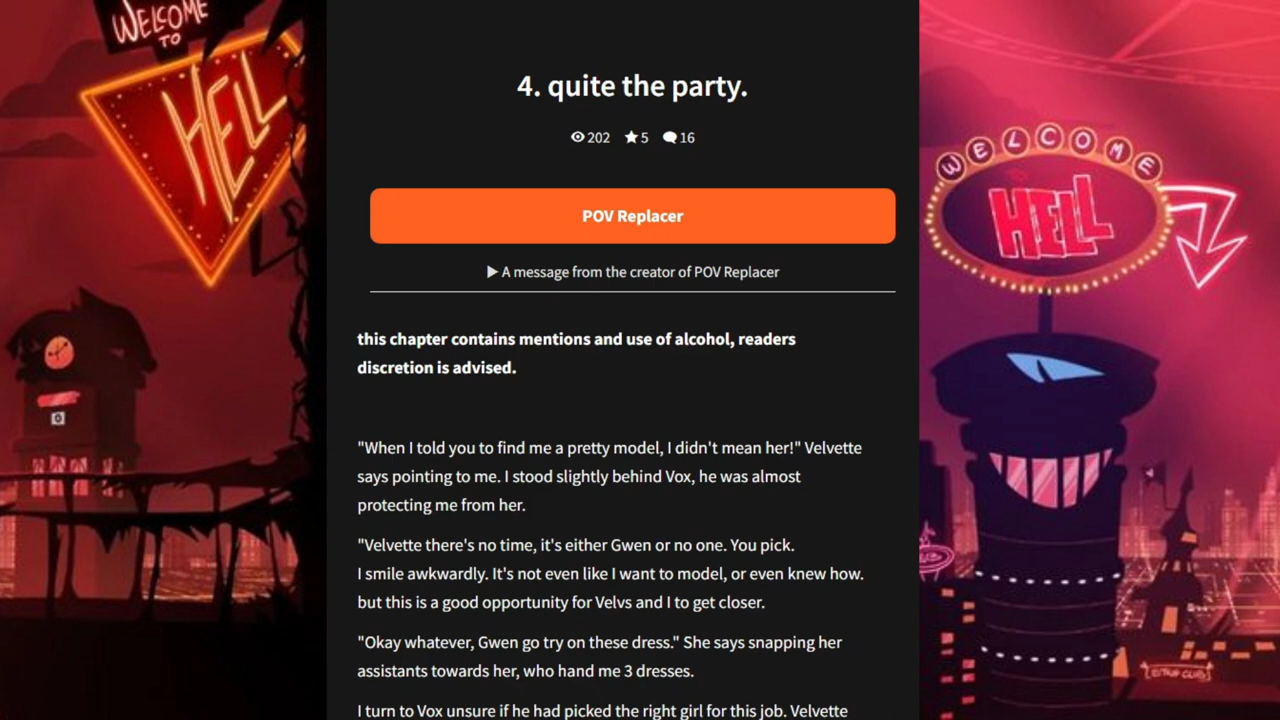 WELCOME
TO
HELL
4. quite the party.
202 5 16
POV Replacer
▶ A message from the creator of POV Replacer
this chapter contains mentions and use of alcohol, readers
discretion is advised.
"When I told you to find me a pretty model, I didn't mean her!" Velvette
says pointing to me. I stood slightly behind Vox, he was almost
protecting me from her.
"Velvette there's no time, it's either Gwen or no one. You pick.
I smile awkwardly. It's not even like I want to model, or even knew how.
but this is a good opportunity for Velvs and I to get closer.
"Okay whatever, Gwen go try on these dress." She says snapping her
assistants towards her, who hand me 3 dresses.
I turn to Vox unsure if he had picked the right girl for this job. Velvette
WELCOME
HELL